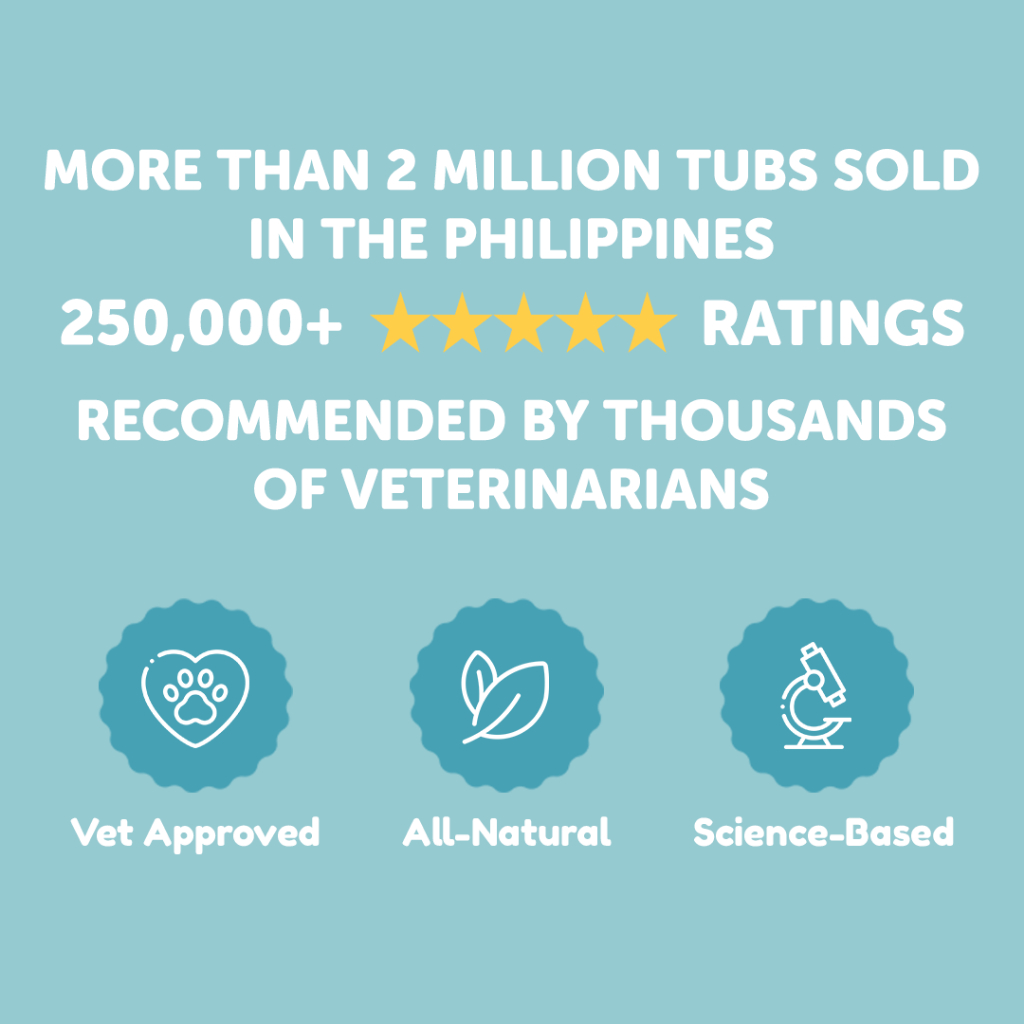 MORE THAN 2 MILLION TUBS SOLD
IN THE PHILIPPINES
250,000+ ★★★★★ RATINGS
RECOMMENDED BY THOUSANDS
OF VETERINARIANS
Vet Approved
All-Natural
Science-Based